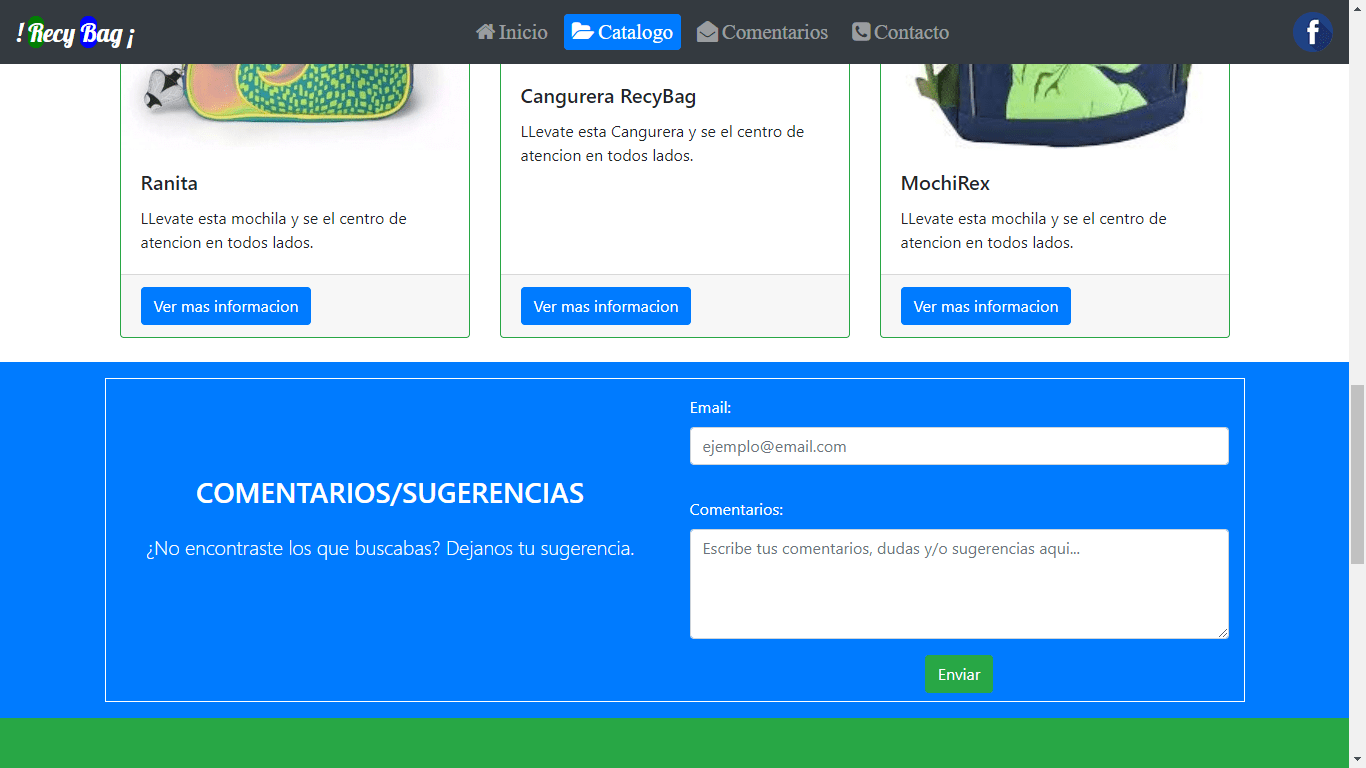 ! Recy Bag ¡
Inicio
Catalogo
Comentarios
Contacto
Ranita
LLevate esta mochila y se el centro de
atencion en todos lados.
Ver mas informacion
Cangurera RecyBag
LLevate esta Cangurera y se el centro de
atencion en todos lados.
Ver mas informacion
MochiRex
LLevate esta mochila y se el centro de
atencion en todos lados.
Ver mas informacion
COMENTARIOS/SUGERENCIAS
¿No encontraste los que buscabas? Dejanos tu sugerencia.
Email:
ejemplo@email.com
Comentarios:
Escribe tus comentarios, dudas y/o sugerencias aqui...
Enviar